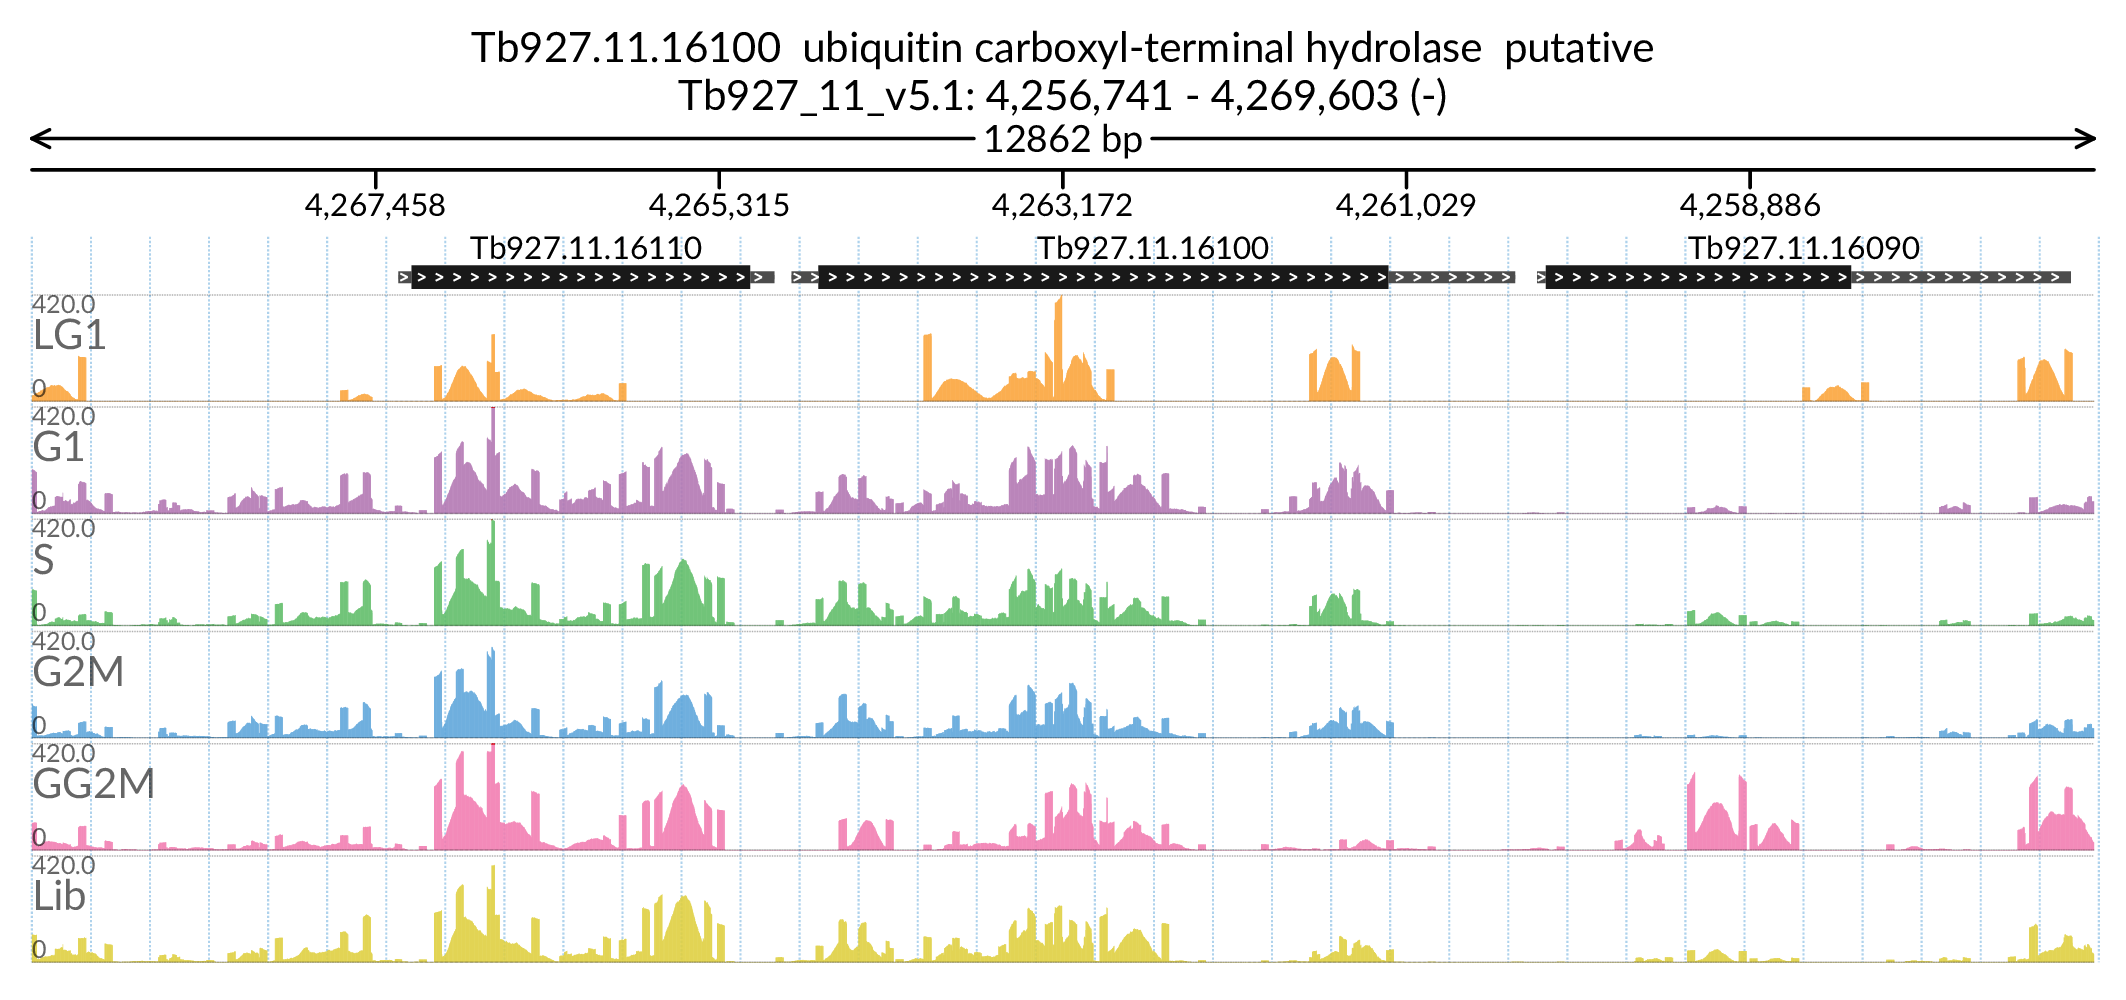 Tb927.11.16100  ubiquitin carboxyl-terminal hydrolase  putative
Tb927_11_v5.1: 4,256,741 - 4,269,603 (-)
12862 bp
4,267,458 4,265,315 4,263,172 4,261,029 4,258,886
Tb927.11.16110 Tb927.11.16100 Tb927.11.16090
420.0
LG1
0
420.0
G1
0
420.0
S
0
420.0
G2M
0
420.0
GG2M
0
420.0
Lib
0